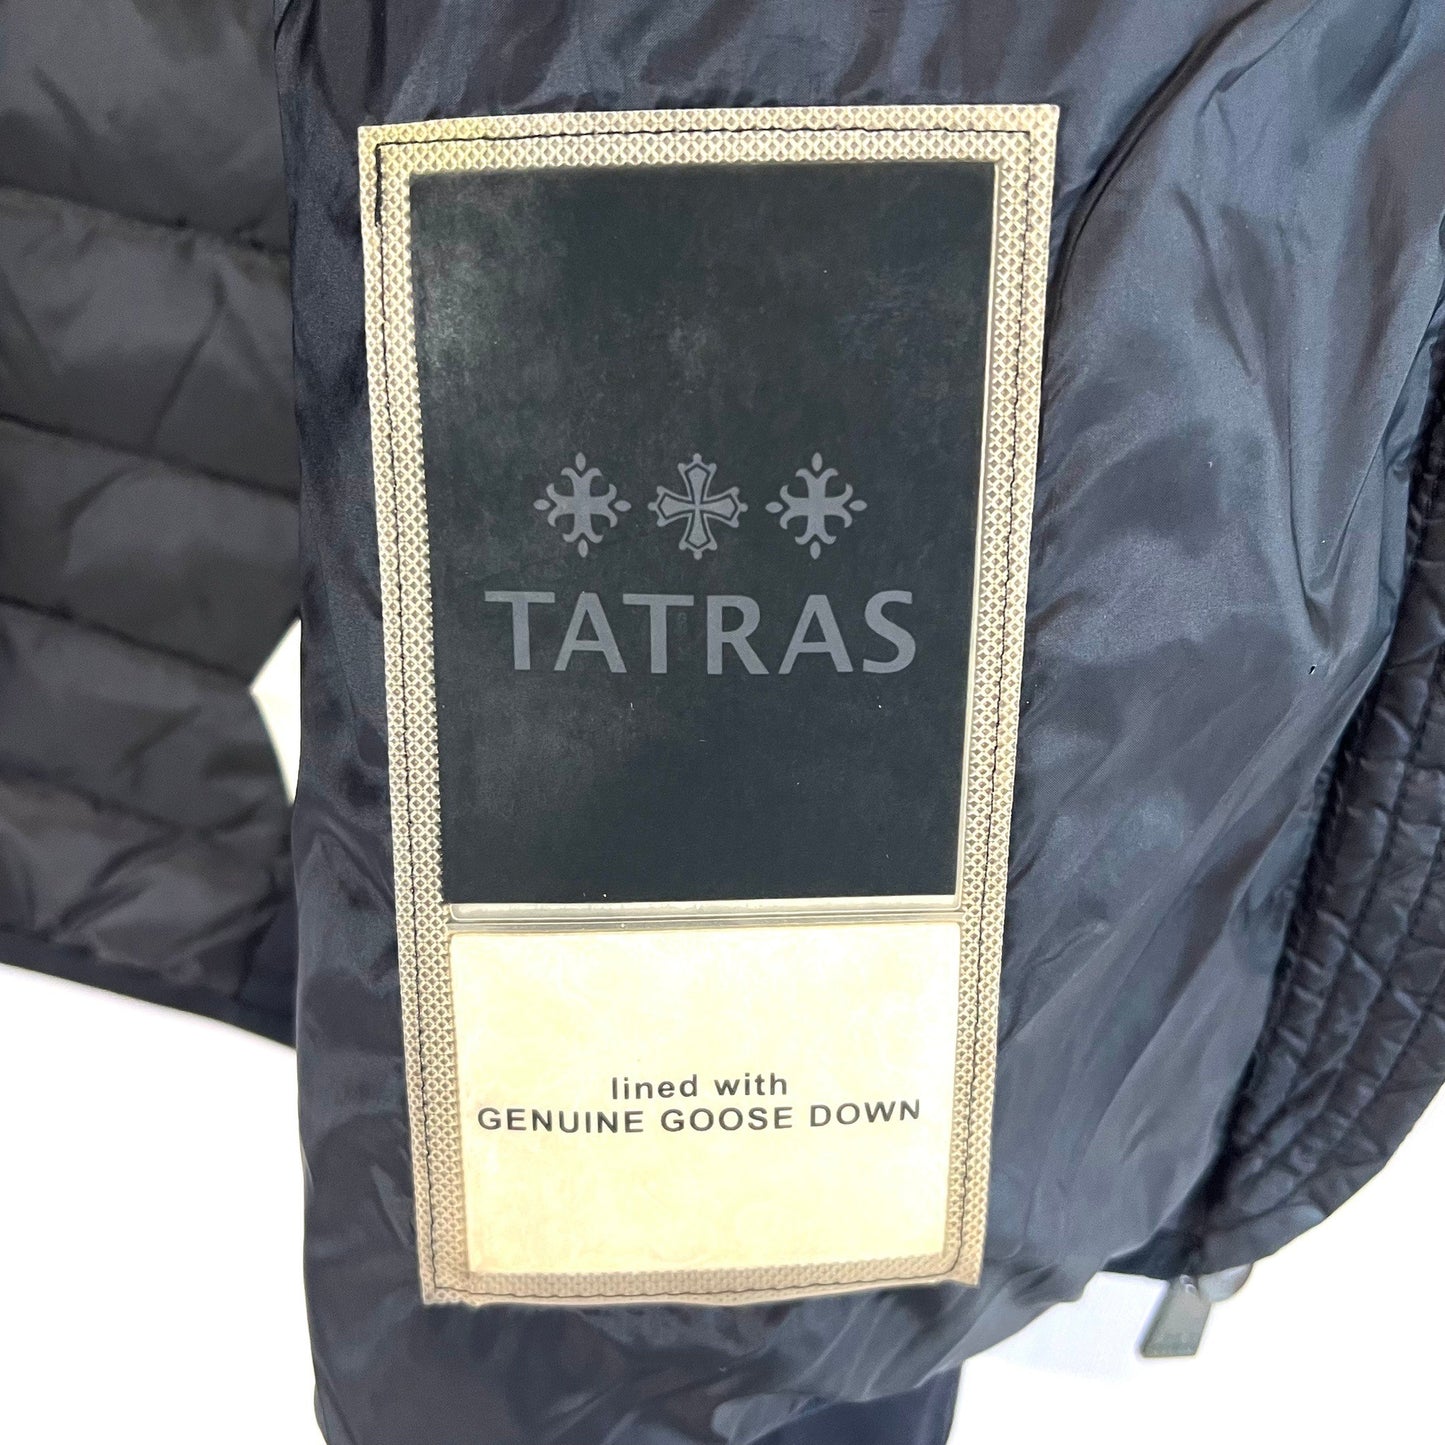 TATRAS
lined with
GENUINE GOOSE DOWN